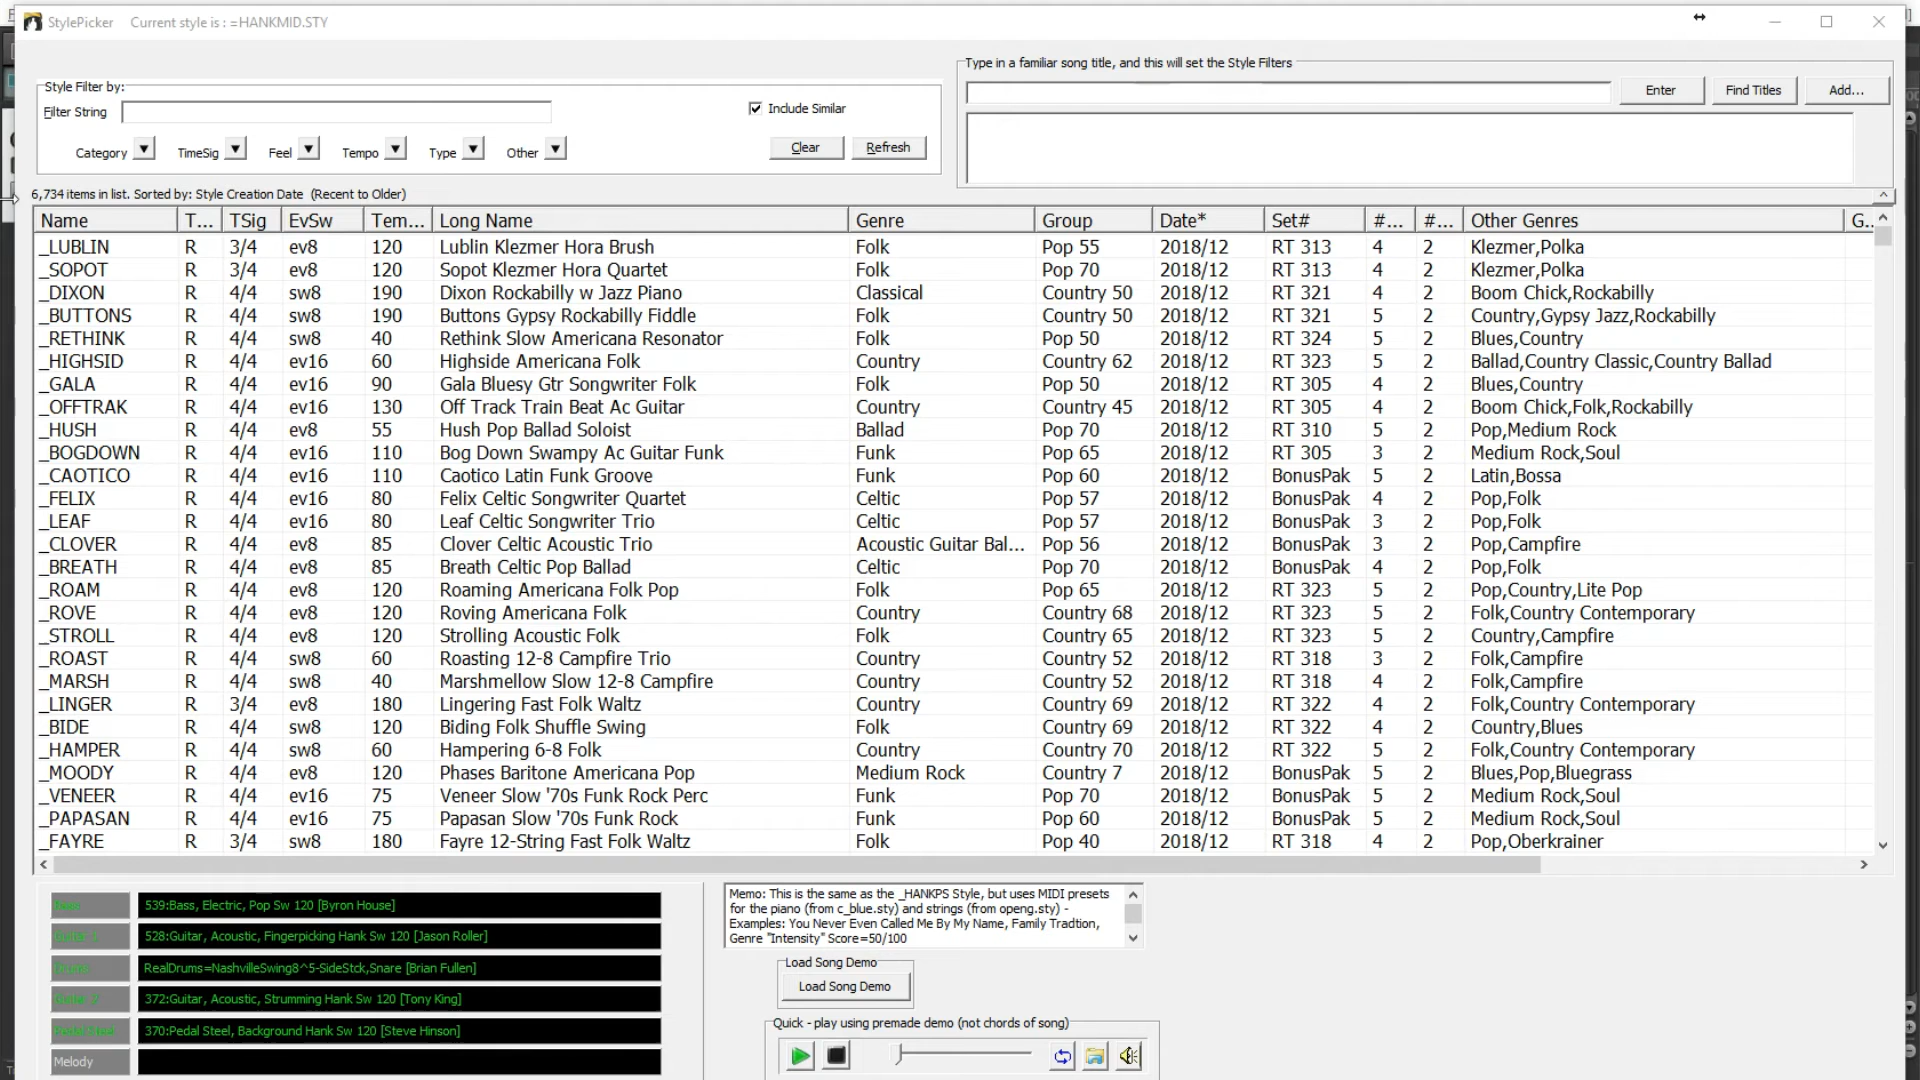 StylePicker Current style is : =HANKMID.STY
Style Filter by:
Filter String
Include Similar
Category TimeSig Feel Tempo Type Other Clear Refresh
Type in a familiar song title, and this will set the Style Filters
Enter Find Titles Add...
6,734 items in list. Sorted by: Style Creation Date (Recent to Older)
Name T... TSig EvSw Tem... Long Name Genre Group Date* Set# #... #... Other Genres G..
_LUBLIN R 3/4 ev8 120 Lublin Klezmer Hora Brush Folk Pop 55 2018/12 RT 313 4 2 Klezmer,Polka
_SOPOT R 3/4 ev8 120 Sopot Klezmer Hora Quartet Folk Pop 70 2018/12 RT 313 4 2 Klezmer,Polka
_DIXON R 4/4 sw8 190 Dixon Rockabilly w Jazz Piano Classical Country 50 2018/12 RT 321 4 2 Boom Chick,Rockabilly
_BUTTONS R 4/4 sw8 190 Buttons Gypsy Rockabilly Fiddle Folk Country 50 2018/12 RT 321 5 2 Country,Gypsy Jazz,Rockabilly
_RETHINK R 4/4 sw8 40 Rethink Slow Americana Resonator Folk Pop 50 2018/12 RT 324 5 2 Blues,Country
_HIGHSID R 4/4 ev16 60 Highside Americana Folk Country Country 62 2018/12 RT 323 5 2 Ballad,Country Classic,Country Ballad
_GALA R 4/4 ev16 90 Gala Bluesy Gtr Songwriter Folk Folk Pop 50 2018/12 RT 305 4 2 Blues,Country
_OFFTRAK R 4/4 ev16 130 Off Track Train Beat Ac Guitar Country Country 45 2018/12 RT 305 4 2 Boom Chick,Folk,Rockabilly
_HUSH R 4/4 ev8 55 Hush Pop Ballad Soloist Ballad Pop 70 2018/12 RT 310 5 2 Pop,Medium Rock
_BOGDOWN R 4/4 ev16 110 Bog Down Swampy Ac Guitar Funk Funk Pop 65 2018/12 RT 305 3 2 Medium Rock,Soul
_CAOTICO R 4/4 ev16 110 Caotico Latin Funk Groove Funk Pop 60 2018/12 BonusPak 5 2 Latin,Bossa
_FELIX R 4/4 ev16 80 Felix Celtic Songwriter Quartet Celtic Pop 57 2018/12 BonusPak 4 2 Pop,Folk
_LEAF R 4/4 ev16 80 Leaf Celtic Songwriter Trio Celtic Pop 57 2018/12 BonusPak 3 2 Pop,Folk
_CLOVER R 4/4 ev8 85 Clover Celtic Acoustic Trio Acoustic Guitar Bal... Pop 56 2018/12 BonusPak 3 2 Pop,Campfire
_BREATH R 4/4 ev8 85 Breath Celtic Pop Ballad Celtic Pop 70 2018/12 BonusPak 4 2 Pop,Folk
_ROAM R 4/4 ev8 120 Roaming Americana Folk Pop Folk Pop 65 2018/12 RT 323 5 2 Pop,Country,Lite Pop
_ROVE R 4/4 ev8 120 Roving Americana Folk Country Country 68 2018/12 RT 323 5 2 Folk,Country Contemporary
_STROLL R 4/4 ev8 120 Strolling Acoustic Folk Folk Country 65 2018/12 RT 323 5 2 Country,Campfire
_ROAST R 4/4 sw8 60 Roasting 12-8 Campfire Trio Country Country 52 2018/12 RT 318 3 2 Folk,Campfire
_MARSH R 4/4 sw8 40 Marshmellow Slow 12-8 Campfire Country Country 52 2018/12 RT 318 4 2 Folk,Campfire
_LINGER R 3/4 ev8 180 Lingering Fast Folk Waltz Country Country 69 2018/12 RT 322 4 2 Folk,Country Contemporary
_BIDE R 4/4 sw8 120 Biding Folk Shuffle Swing Folk Country 69 2018/12 RT 322 4 2 Country,Blues
_HAMPER R 4/4 sw8 60 Hampering 6-8 Folk Country Country 70 2018/12 RT 322 5 2 Folk,Country Contemporary
_MOODY R 4/4 ev8 120 Phases Baritone Americana Pop Medium Rock Country 7 2018/12 BonusPak 5 2 Blues,Pop,Bluegrass
_VENEER R 4/4 ev16 75 Veneer Slow '70s Funk Rock Perc Funk Pop 70 2018/12 BonusPak 5 2 Medium Rock,Soul
_PAPASAN R 4/4 ev16 75 Papasan Slow '70s Funk Rock Funk Pop 60 2018/12 BonusPak 5 2 Medium Rock,Soul
_FAYRE R 3/4 sw8 180 Fayre 12-String Fast Folk Waltz Folk Pop 40 2018/12 RT 318 4 2 Pop,Oberkrainer
539:Bass, Electric, Pop Sw 120 [Byron House]
528:Guitar, Acoustic, Fingerpicking Hank Sw 120 [Jason Roller]
RealDrums=NashvilleSwing8^5-SideStck,Snare [Brian Fullen]
372:Guitar, Acoustic, Strumming Hank Sw 120 [Tony King]
370:Pedal Steel, Background Hank Sw 120 [Steve Hinson]
Melody
Memo: This is the same as the _HANKPS Style, but uses MIDI presets
for the piano (from c_blue.sty) and strings (from openg.sty) -
Examples: You Never Even Called Me By My Name, Family Tradtion,
Genre "Intensity" Score=50/100
Load Song Demo
Load Song Demo
Quick - play using premade demo (not chords of song)